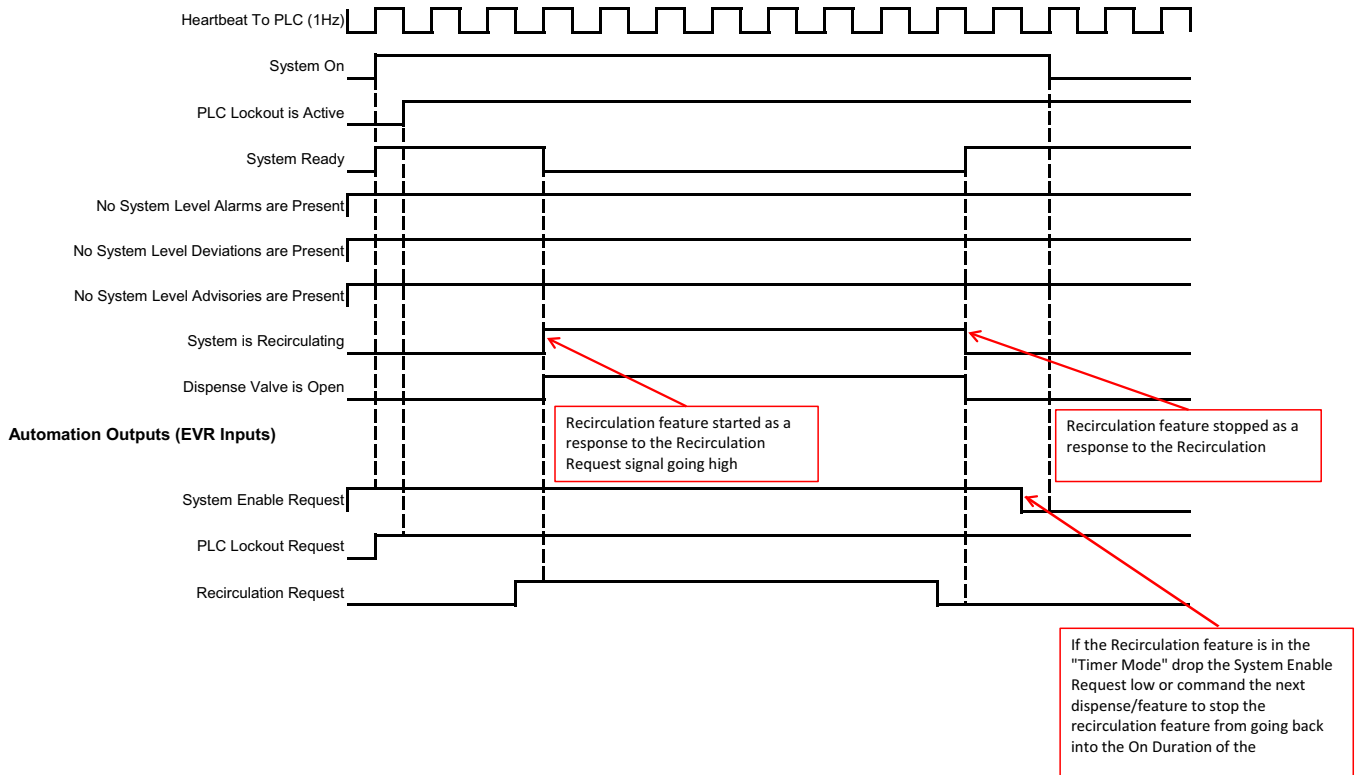 Heartbeat To PLC (1Hz)
System On
PLC Lockout is Active
System Ready
No System Level Alarms are Present
No System Level Deviations are Present
No System Level Advisories are Present
System is Recirculating
Dispense Valve is Open
Recirculation feature started as a
response to the Recirculation
Request signal going high
Recirculation feature stopped as a
response to the Recirculation
Automation Outputs (EVR Inputs)
System Enable Request
PLC Lockout Request
Recirculation Request
If the Recirculation feature is in the
"Timer Mode" drop the System Enable
Request low or command the next
dispense/feature to stop the
recirculation feature from going back
into the On Duration of the